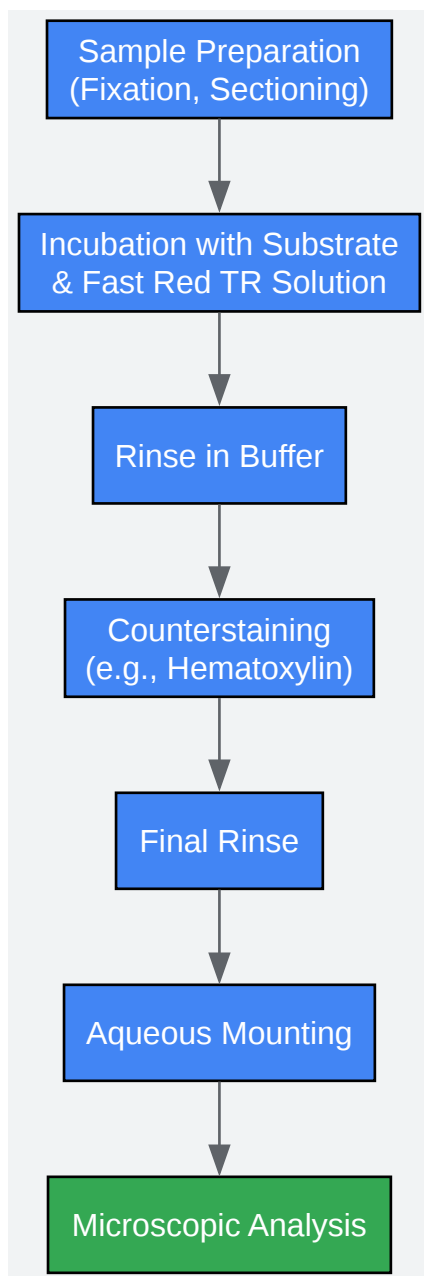 Sample Preparation
(Fixation, Sectioning)
Incubation with Substrate
& Fast Red TR Solution
Rinse in Buffer
Counterstaining
(e.g., Hematoxylin)
Final Rinse
Aqueous Mounting
Microscopic Analysis